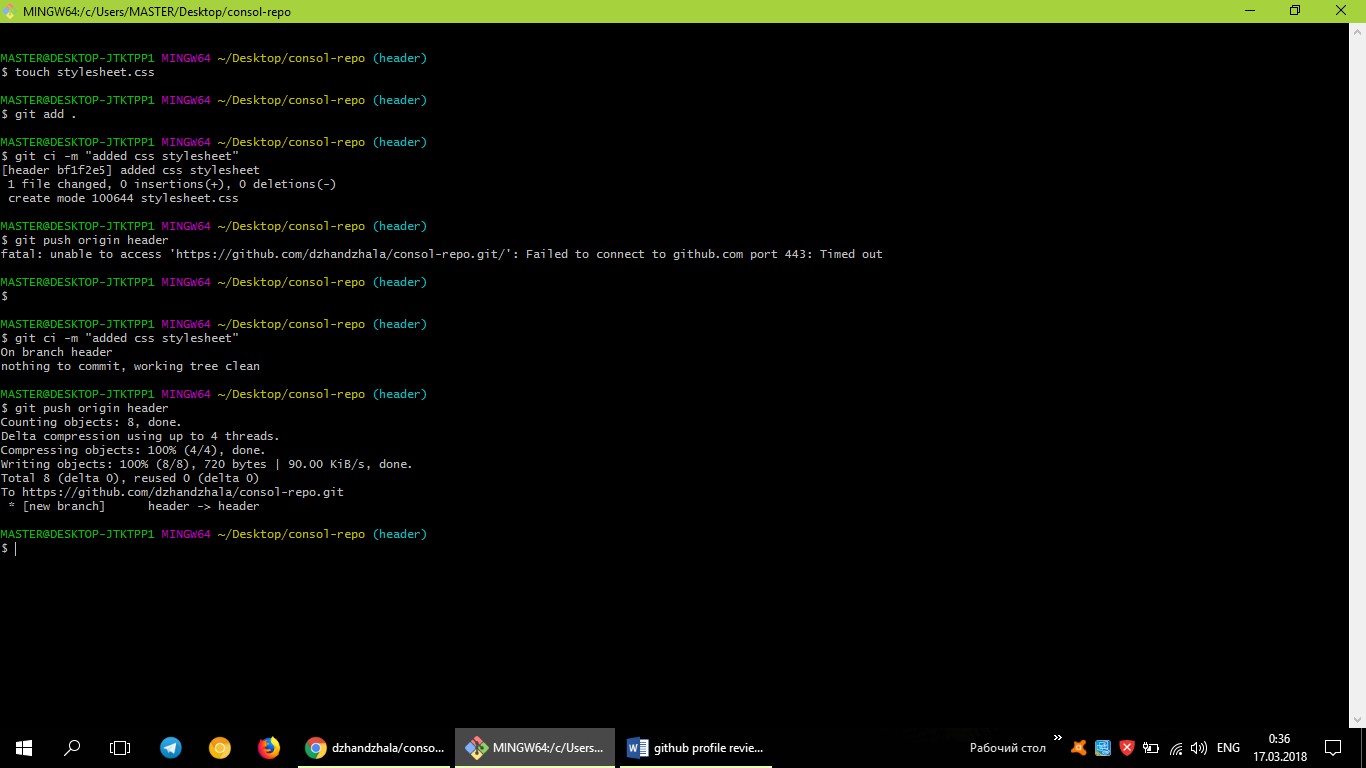 MINGW64:/c/Users/MASTER/Desktop/consol-repo
MASTER@DESKTOP-JTKTPP1 MINGW64 ~/Desktop/consol-repo (header)
$ touch stylesheet.css
MASTER@DESKTOP-JTKTPP1 MINGW64 ~/Desktop/consol-repo (header)
$ git add .
MASTER@DESKTOP-JTKTPP1 MINGW64 ~/Desktop/consol-repo (header)
$ git ci -m "added css stylesheet"
[header bf1f2e5] added css stylesheet
1 file changed, 0 insertions(+), 0 deletions(-)
create mode 100644 stylesheet.css
MASTER@DESKTOP-JTKTPP1 MINGW64 ~/Desktop/consol-repo (header)
$ git push origin header
fatal: unable to access 'https://github.com/dzhandzhala/consol-repo.git/': Failed to connect to github.com port 443: Timed out
MASTER@DESKTOP-JTKTPP1 MINGW64 ~/Desktop/consol-repo (header)
$
MASTER@DESKTOP-JTKTPP1 MINGW64 ~/Desktop/consol-repo (header)
$ git ci -m "added css stylesheet"
On branch header
nothing to commit, working tree clean
MASTER@DESKTOP-JTKTPP1 MINGW64 ~/Desktop/consol-repo (header)
$ git push origin header
Counting objects: 8, done.
Delta compression using up to 4 threads.
Compressing objects: 100% (4/4), done.
Writing objects: 100% (8/8), 720 bytes | 90.00 KiB/s, done.
Total 8 (delta 0), reused 0 (delta 0)
To https://github.com/dzhandzhala/consol-repo.git
* [new branch]      header -> header
MASTER@DESKTOP-JTKTPP1 MINGW64 ~/Desktop/consol-repo (header)
$
dzhandzhala/conso... MINGW64:/c/Users... github profile revie... Рабочий стол » ENG 0:36
17.03.2018